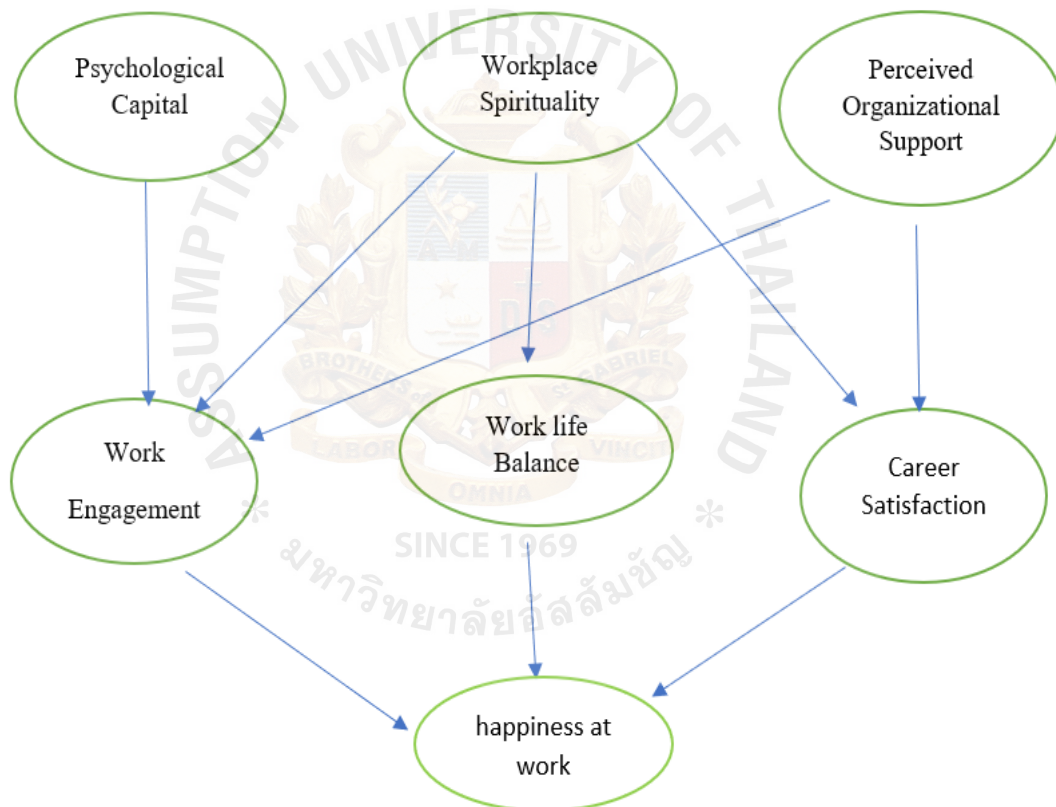 ASSUMPTION UNIVERSITY OF THAILAND
Psychological
Capital
Workplace
Spirituality
Perceived
Organizational
Support
A M
D S
BROTHERS
ST GABRIEL
LABOR
VINCIT
OMNIA
Work
Engagement
Work life
Balance
Career
Satisfaction
* SINCE 1969 *
มหาวิทยาลัยอัสสัมชัญ
happiness at
work